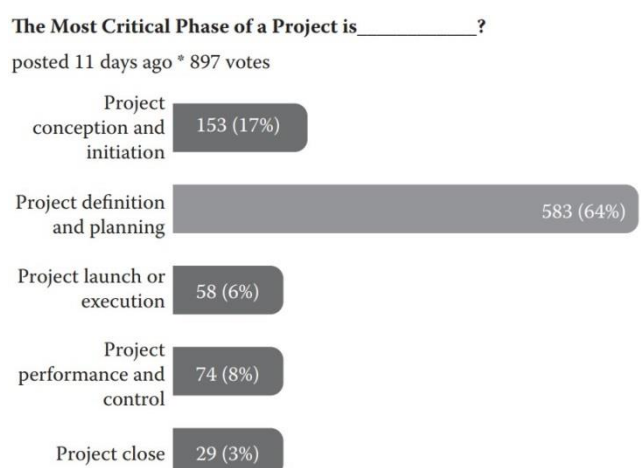 The Most Critical Phase of a Project is____________?
posted 11 days ago * 897 votes
Project
conception and
initiation
153 (17%)
Project definition
and planning
583 (64%)
Project launch or
execution
58 (6%)
Project
performance and
control
74 (8%)
Project close
29 (3%)